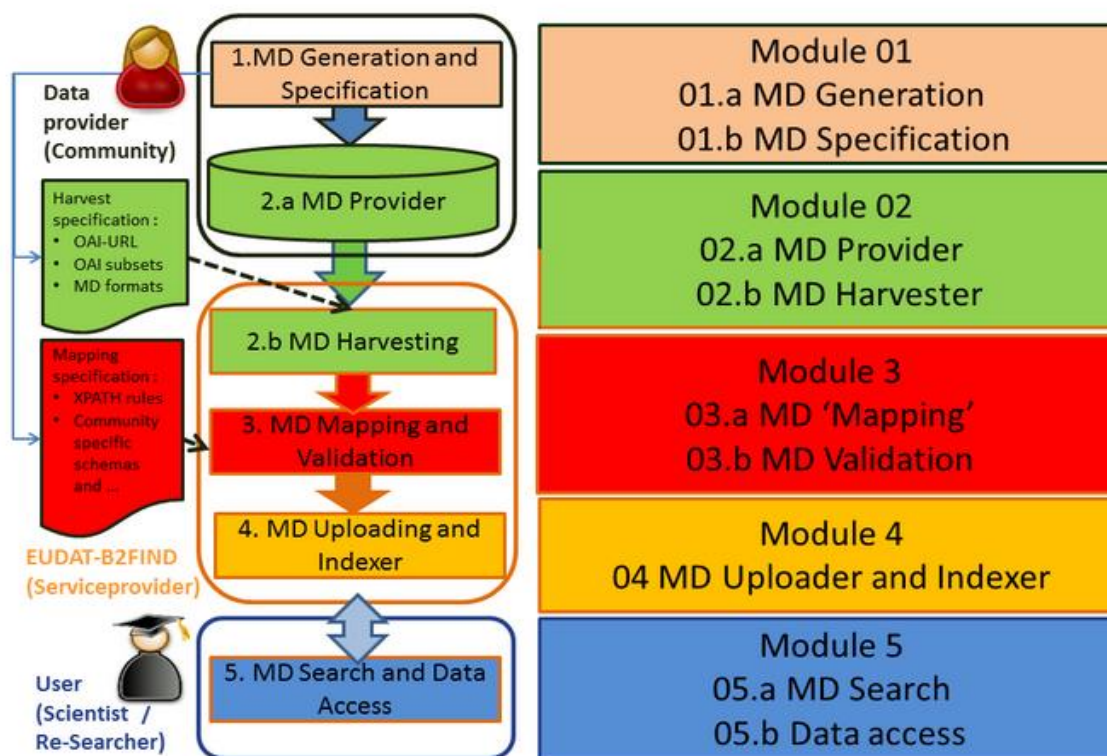 Data
provider
(Community)
1.MD Generation and
Specification
2.a MD Provider
Harvest
specification :
• OAI-URL
• OAI subsets
• MD formats
2.b MD Harvesting
Mapping
specification :
• XPATH rules
• Community
specific
schemas
and ...
3. MD Mapping and
Validation
4. MD Uploading and
Indexer
EUDAT-B2FIND
(Serviceprovider)
User
(Scientist /
Re-Searcher)
5. MD Search and Data
Access
Module 01
01.a MD Generation
01.b MD Specification
Module 02
02.a MD Provider
02.b MD Harvester
Module 3
03.a MD ‘Mapping’
03.b MD Validation
Module 4
04 MD Uploader and Indexer
Module 5
05.a MD Search
05.b Data access